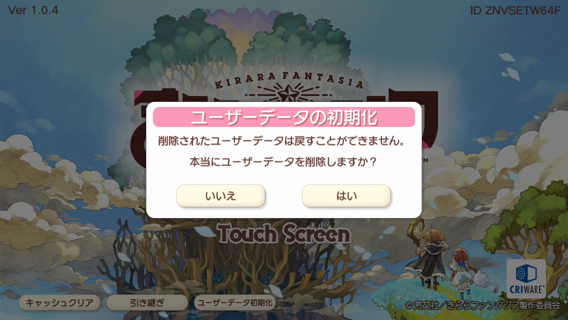 Ver 1.0.4
ID ZNVSETW64F
KIRARA FANTASIA
ユーザーデータの初期化
削除されたユーザーデータは戻すことができません。
本当にユーザーデータを削除しますか？
いいえ
はい
TM
Touch Screen
CRIWARE
キャッシュクリア
引き継ぎ
ユーザーデータ初期化
© 芳文社／きららファンタジア製作委員会